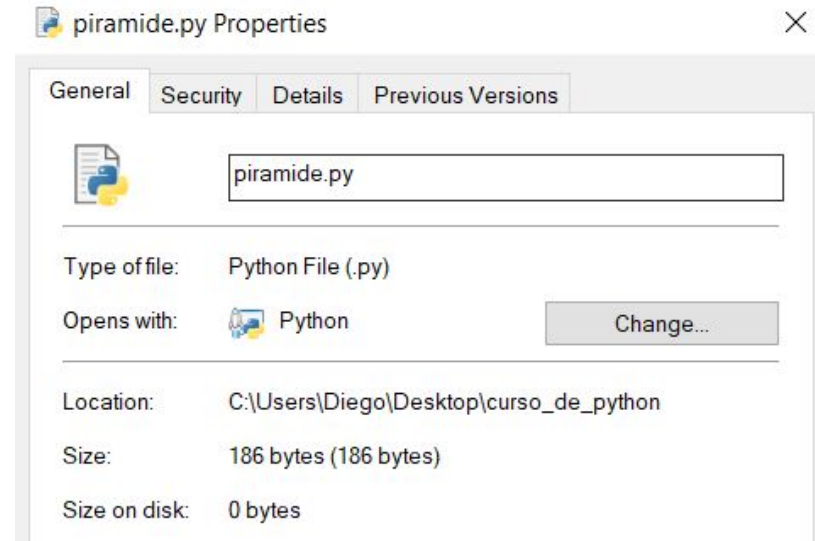 piramide.py Properties
General Security Details Previous Versions
piramide.py
Type of file: Python File (.py)
Opens with: Python Change...
Location: C:\Users\Diego\Desktop\curso_de_python
Size: 186 bytes (186 bytes)
Size on disk: 0 bytes